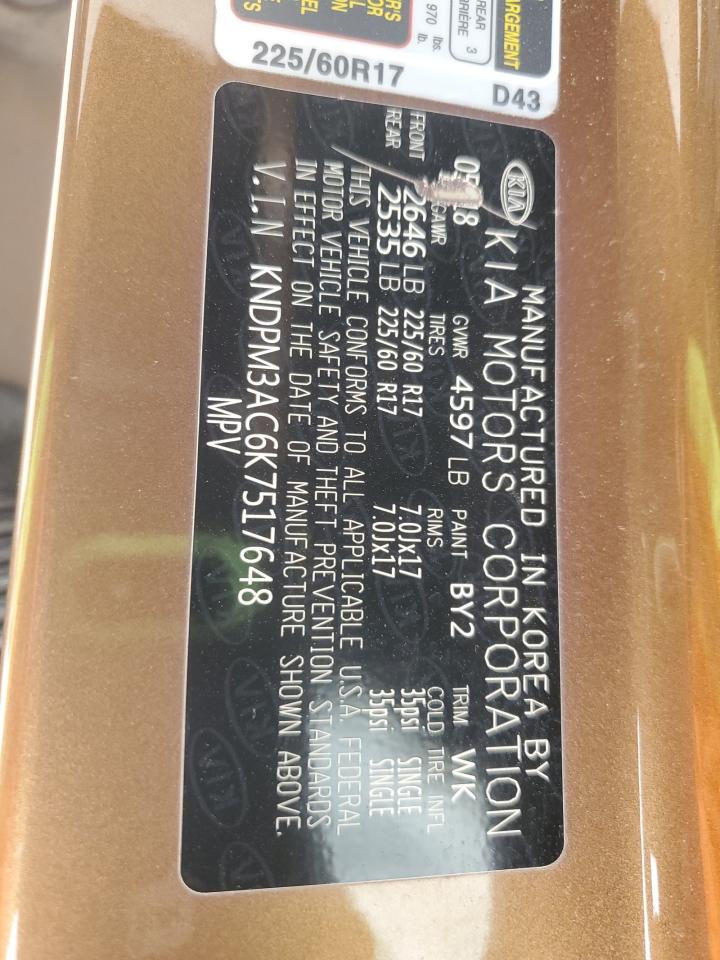 ARGEMENT
REAR
3
970 lbs.
lb.
225/60R17
D43
KIA
MANUFACTURED IN KOREA BY
KIA MOTORS CORPORATION
GVWR 4597 LB PAINT BY2 TRIM WK
GAWR TIRES RIMS COLD TIRE INFL
FRONT 2646 LB 225/60 R17 7.0Jx17 35psi SINGLE
REAR 2535 LB 225/60 R17 7.0Jx17 35psi SINGLE
THIS VEHICLE CONFORMS TO ALL APPLICABLE U.S.A. FEDERAL
MOTOR VEHICLE SAFETY AND THEFT PREVENTION STANDARDS
IN EFFECT ON THE DATE OF MANUFACTURE SHOWN ABOVE.
V.I.N KNDPM3AC6K7517648
MPV